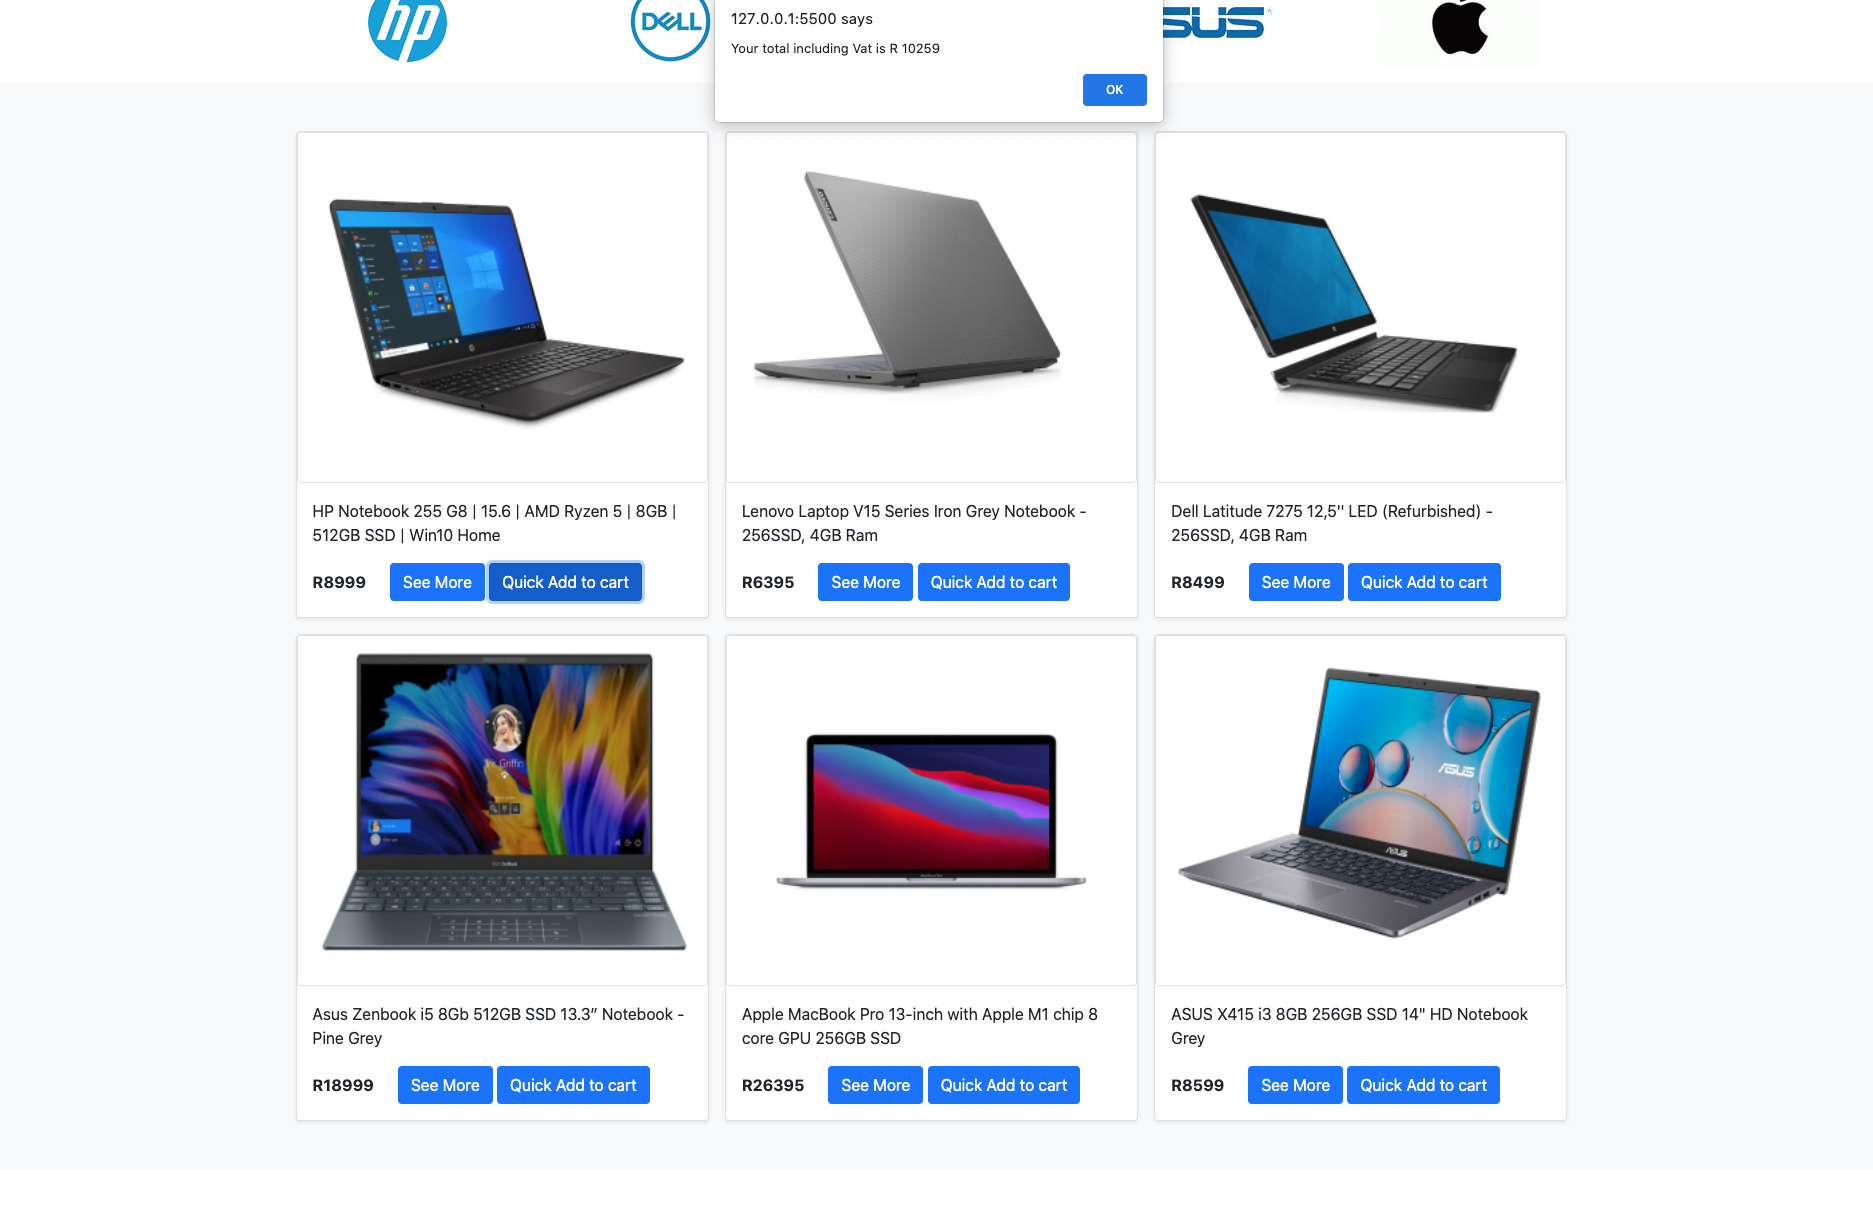 hp
DELL
SUS
127.0.0.1:5500 says
Your total including Vat is R 10259
OK
Lenovo
HP Notebook 255 G8 | 15.6 | AMD Ryzen 5 | 8GB |
512GB SSD | Win10 Home
R8999 See More Quick Add to cart
Lenovo Laptop V15 Series Iron Grey Notebook -
256SSD, 4GB Ram
R6395 See More Quick Add to cart
Dell Latitude 7275 12,5'' LED (Refurbished) -
256SSD, 4GB Ram
R8499 See More Quick Add to cart
Iris Griffin
ASUS
ASUS
Asus Zenbook i5 8Gb 512GB SSD 13.3” Notebook -
Pine Grey
R18999 See More Quick Add to cart
Apple MacBook Pro 13-inch with Apple M1 chip 8
core GPU 256GB SSD
R26395 See More Quick Add to cart
ASUS X415 i3 8GB 256GB SSD 14" HD Notebook
Grey
R8599 See More Quick Add to cart